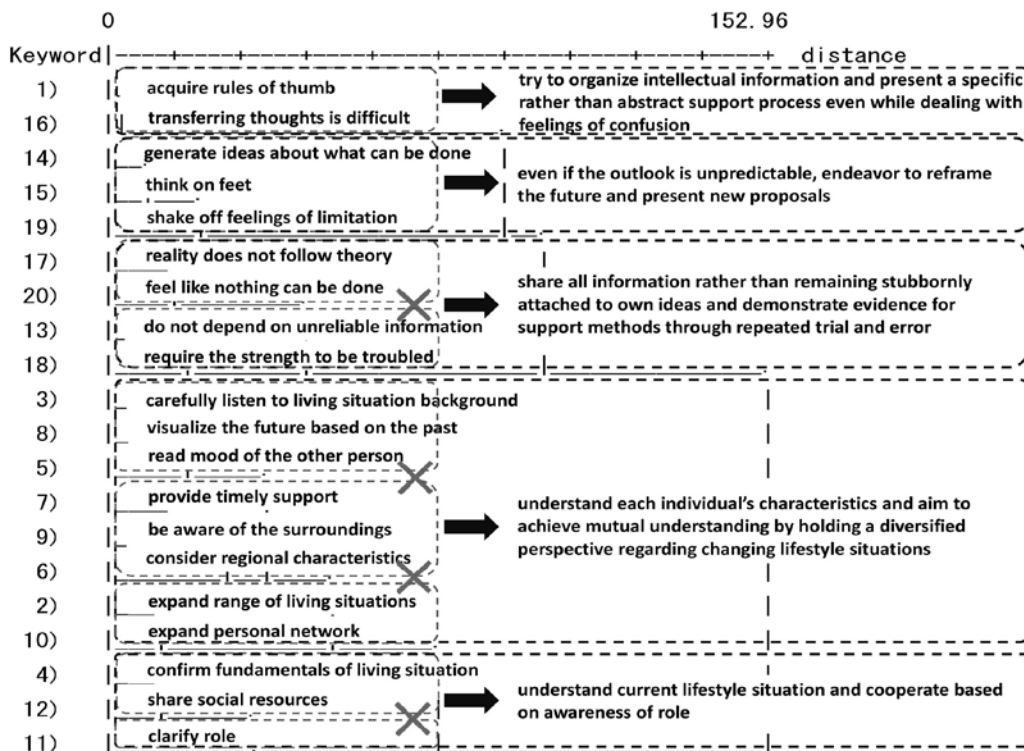 0 152.96
Keyword distance
1) acquire rules of thumb
16) transferring thoughts is difficult
try to organize intellectual information and present a specific
rather than abstract support process even while dealing with
feelings of confusion
14) generate ideas about what can be done
15) think on feet
19) shake off feelings of limitation
even if the outlook is unpredictable, endeavor to reframe
the future and present new proposals
17) reality does not follow theory
20) feel like nothing can be done
13) do not depend on unreliable information
18) require the strength to be troubled
share all information rather than remaining stubbornly
attached to own ideas and demonstrate evidence for
support methods through repeated trial and error
3) carefully listen to living situation background
8) visualize the future based on the past
5) read mood of the other person
7) provide timely support
9) be aware of the surroundings
6) consider regional characteristics
2) expand range of living situations
10) expand personal network
understand each individual's characteristics and aim to
achieve mutual understanding by holding a diversified
perspective regarding changing lifestyle situations
4) confirm fundamentals of living situation
12) share social resources
11) clarify role
understand current lifestyle situation and cooperate based
on awareness of role